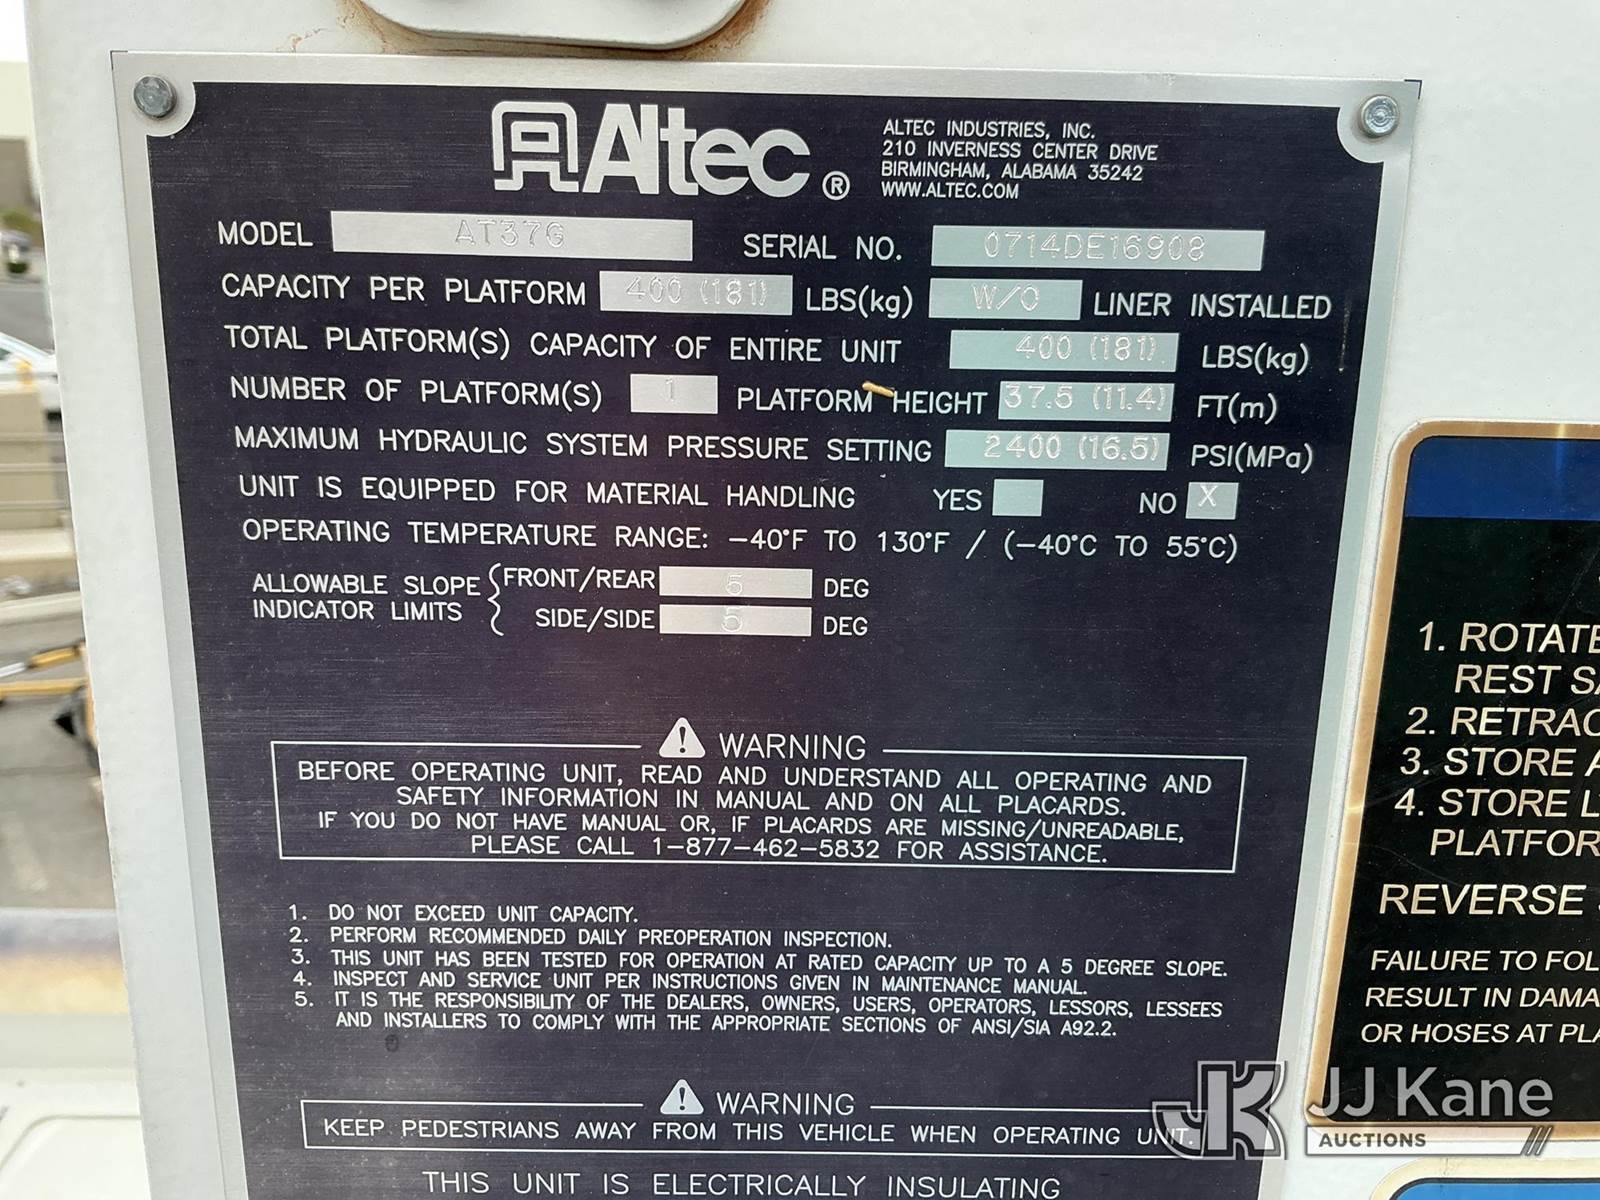 Altec®
ALTEC INDUSTRIES, INC.
210 INVERNESS CENTER DRIVE
BIRMINGHAM, ALABAMA 35242
WWW.ALTEC.COM
MODEL AT37G SERIAL NO. 0714DE16908
CAPACITY PER PLATFORM 400 (181) LBS(kg) W/O LINER INSTALLED
TOTAL PLATFORM(S) CAPACITY OF ENTIRE UNIT 400 (181) LBS(kg)
NUMBER OF PLATFORM(S) 1 PLATFORM HEIGHT 37.5 (11.4) FT(m)
MAXIMUM HYDRAULIC SYSTEM PRESSURE SETTING 2400 (16.5) PSI(MPa)
UNIT IS EQUIPPED FOR MATERIAL HANDLING YES NO X
OPERATING TEMPERATURE RANGE: -40°F TO 130°F / (-40°C TO 55°C)
ALLOWABLE SLOPE INDICATOR LIMITS
FRONT/REAR 5 DEG
SIDE/SIDE 5 DEG
WARNING
BEFORE OPERATING UNIT, READ AND UNDERSTAND ALL OPERATING AND
SAFETY INFORMATION IN MANUAL AND ON ALL PLACARDS.
IF YOU DO NOT HAVE MANUAL OR, IF PLACARDS ARE MISSING/UNREADABLE,
PLEASE CALL 1-877-462-5832 FOR ASSISTANCE.
1. DO NOT EXCEED UNIT CAPACITY.
2. PERFORM RECOMMENDED DAILY PREOPERATION INSPECTION.
3. THIS UNIT HAS BEEN TESTED FOR OPERATION AT RATED CAPACITY UP TO A 5 DEGREE SLOPE.
4. INSPECT AND SERVICE UNIT PER INSTRUCTIONS GIVEN IN MAINTENANCE MANUAL.
5. IT IS THE RESPONSIBILITY OF THE DEALERS, OWNERS, USERS, OPERATORS, LESSORS, LESSEES
AND INSTALLERS TO COMPLY WITH THE APPROPRIATE SECTIONS OF ANSI/SIA A92.2.
WARNING
KEEP PEDESTRIANS AWAY FROM THIS VEHICLE WHEN OPERATING UNIT.
THIS UNIT IS ELECTRICALLY INSULATING
1. ROTATE
REST
2. RETRAC
3. STORE
4. STORE
PLATFOR
REVERSE
FAILURE TO FOL
RESULT IN DAMA
OR HOSES AT PLA
JK JJ Kane
AUCTIONS